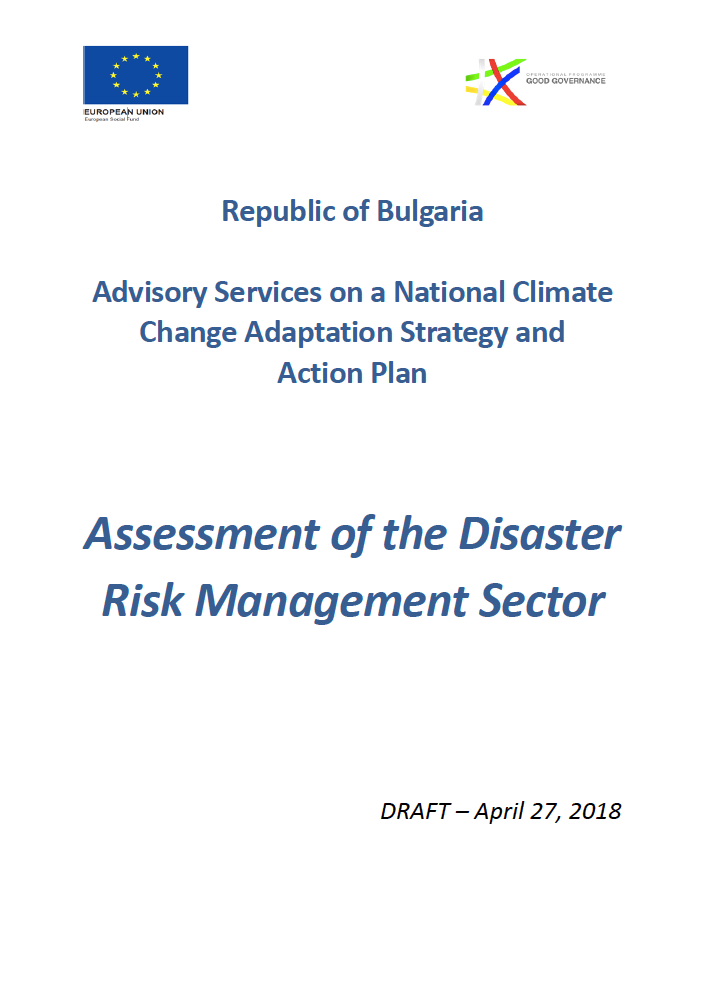 EUROPEAN UNION
European Social Fund
OPERATIONAL PROGRAMME
GOOD GOVERNANCE
Republic of Bulgaria
Advisory Services on a National Climate
Change Adaptation Strategy and
Action Plan
Assessment of the Disaster
Risk Management Sector
DRAFT – April 27, 2018